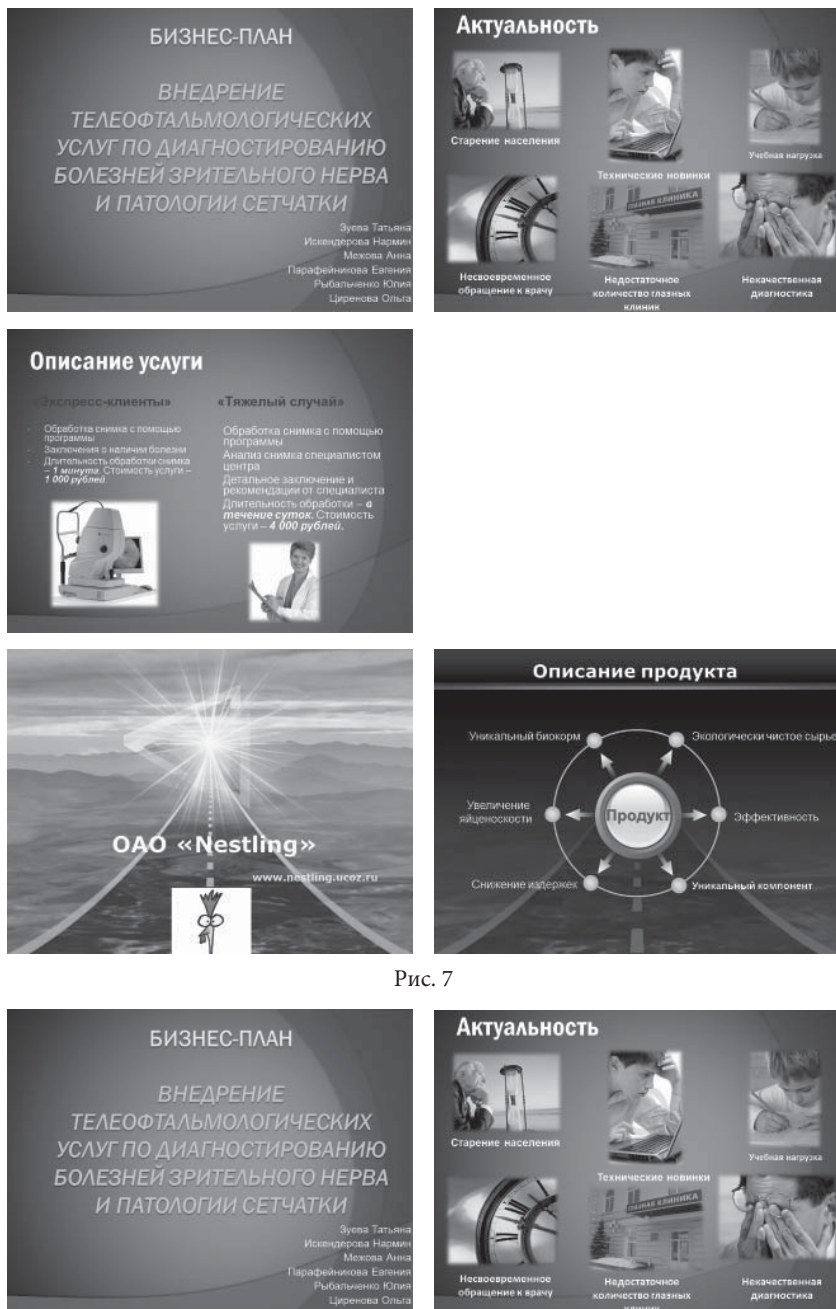 БИЗНЕС-ПЛАН
ВНЕДРЕНИЕ
ТЕЛЕОФТАЛЬМОЛОГИЧЕСКИХ
УСЛУГ ПО ДИАГНОСТИРОВАНИЮ
БОЛЕЗНЕЙ ЗРИТЕЛЬНОГО НЕРВА
И ПАТОЛОГИИ СЕТЧАТКИ
Зуева Татьяна
Искендерова Нармин
Межова Анна
Парафейникова Евгения
Рыбальченко Юлия
Циренова Ольга
Актуальность
Старение населения
Технические новинки
Учебная нагрузка
ГЛАЗНАЯ КЛИНИКА
Несвоевременное
обращение к врачу
Недостаточное
количество глазных
клиник
Некачественная
диагностика
Описание услуги
«Экспресс-клиенты»
- Обработка снимка с помощью
программы
- Заключения о наличии болезни
- Длительность обработки снимка
– 1 минута. Стоимость услуги –
1 000 рублей.
«Тяжелый случай»
Обработка снимка с помощью
программы
Анализ снимка специалистом
центра
Детальное заключение и
рекомендации от специалиста
Длительность обработки – в
течение суток. Стоимость
услуги – 4 000 рублей.
ОАО «Nestling»
www.nestling.ucoz.ru
Описание продукта
Уникальный биокорм
Экологически чистое сырье
Увеличение
яйценоскости
Продукт
Эффективность
Снижение издержек
Уникальный компонент
Рис. 7
БИЗНЕС-ПЛАН
ВНЕДРЕНИЕ
ТЕЛЕОФТАЛЬМОЛОГИЧЕСКИХ
УСЛУГ ПО ДИАГНОСТИРОВАНИЮ
БОЛЕЗНЕЙ ЗРИТЕЛЬНОГО НЕРВА
И ПАТОЛОГИИ СЕТЧАТКИ
Зуева Татьяна
Искендерова Нармин
Межова Анна
Парафейникова Евгения
Рыбальченко Юлия
Циренова Ольга
Актуальность
Старение населения
Технические новинки
Учебная нагрузка
ГЛАЗНАЯ КЛИНИКА
Несвоевременное
обращение к врачу
Недостаточное
количество глазных
клиник
Некачественная
диагностика